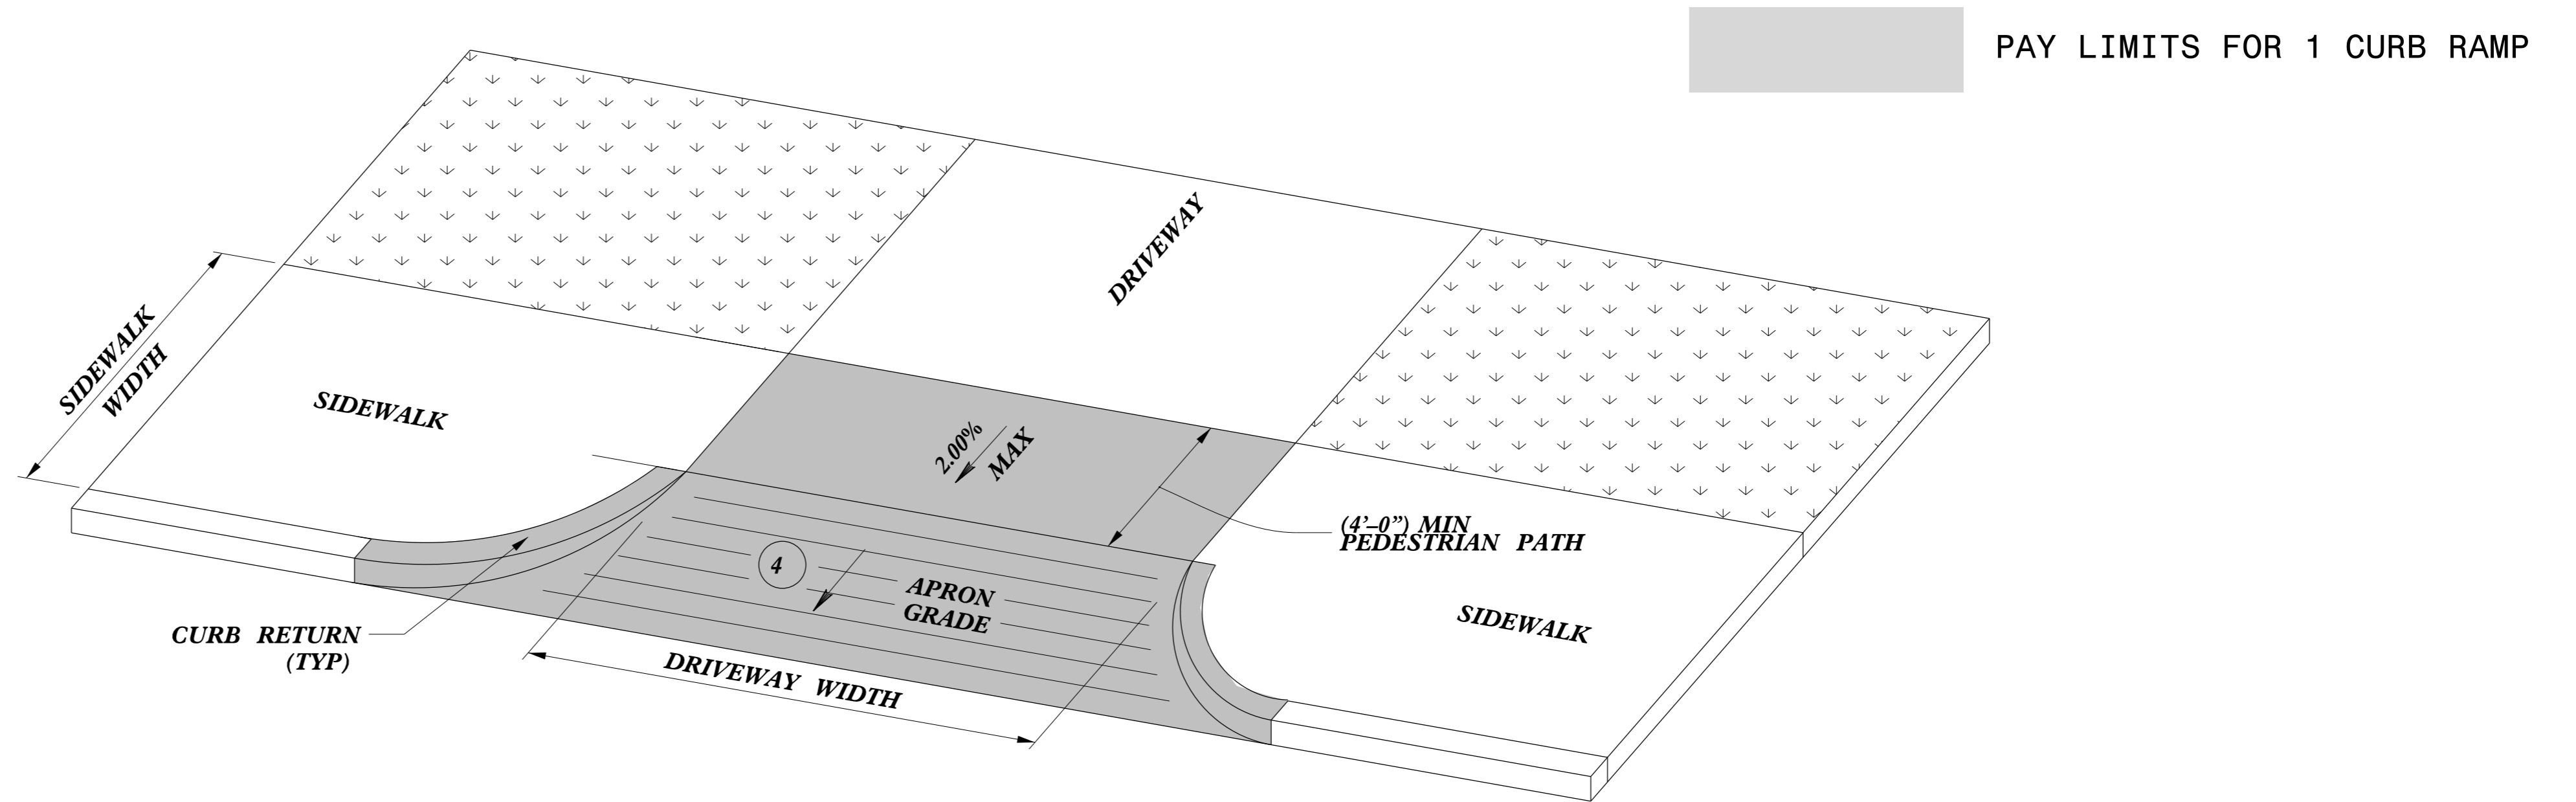 PAY LIMITS FOR 1 CURB RAMP
DRIVEWAY
SIDEWALK
WIDTH
SIDEWALK
2.00%
MAX
(4'-0") MIN
PEDESTRIAN PATH
4
APRON
GRADE
SIDEWALK
CURB RETURN
(TYP)
DRIVEWAY WIDTH